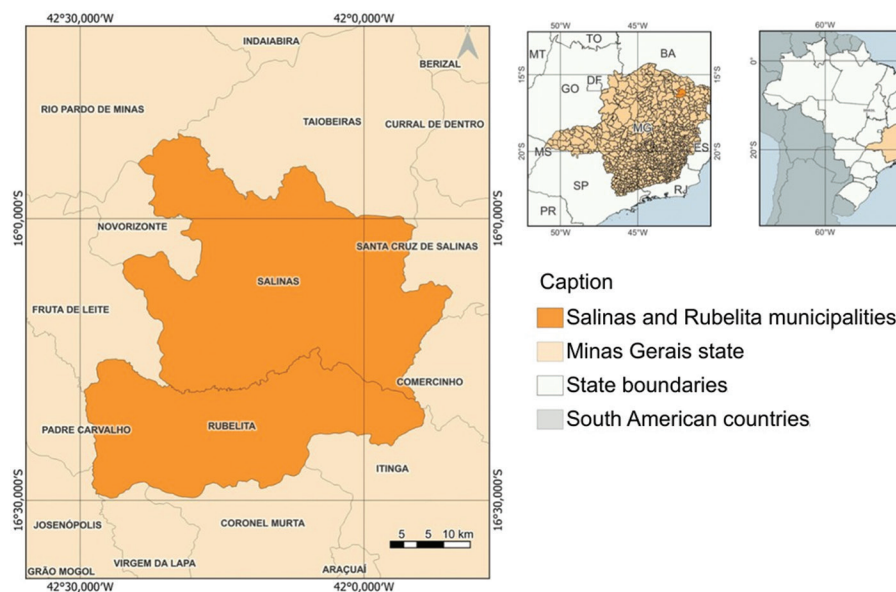 42°30,000'W
42°0,000'W
INDAIABIRA
BERIZAL
RIO PARDO DE MINAS
TAIOBEIRAS
CURRAL DE DENTRO
16°0,000'S
16°0,000'S
NOVORIZONTE
SANTA CRUZ DE SALINAS
SALINAS
FRUTA DE LEITE
COMERCINHO
PADRE CARVALHO
RUBELITA
ITINGA
16°30,000'S
16°30,000'S
JOSENÓPOLIS
CORONEL MURTA
5 5 10 km
VIRGEM DA LAPA
GRÃO MOGOL
ARAÇUAÍ
42°30,000'W
42°0,000'W
50°W
45°W
TO
MT
BA
15°S
15°S
DF
GO
MG
20°S
MS
ES
20°S
SP
RJ
PR
50°W
45°W
60°W
0°
20°S
60°W
Caption
Salinas and Rubelita municipalities
Minas Gerais state
State boundaries
South American countries